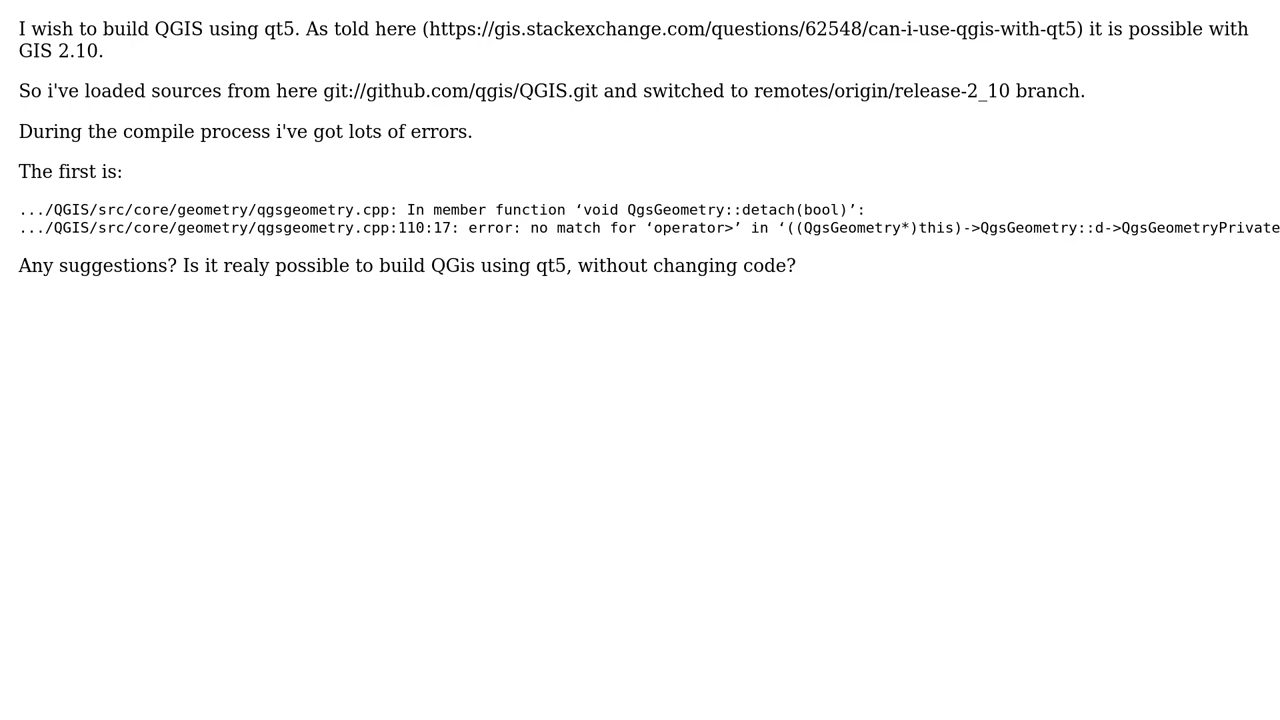 I wish to build QGIS using qt5. As told here (https://gis.stackexchange.com/questions/62548/can-i-use-qgis-with-qt5) it is possible with
GIS 2.10.
So i've loaded sources from here git://github.com/qgis/QGIS.git and switched to remotes/origin/release-2_10 branch.
During the compile process i've got lots of errors.
The first is:
.../QGIS/src/core/geometry/qgsgeometry.cpp: In member function ‘void QgsGeometry::detach(bool)’:
.../QGIS/src/core/geometry/qgsgeometry.cpp:110:17: error: no match for ‘operator>’ in ‘((QgsGeometry*)this)->QgsGeometry::d->QgsGeometryPrivate
Any suggestions? Is it realy possible to build QGis using qt5, without changing code?